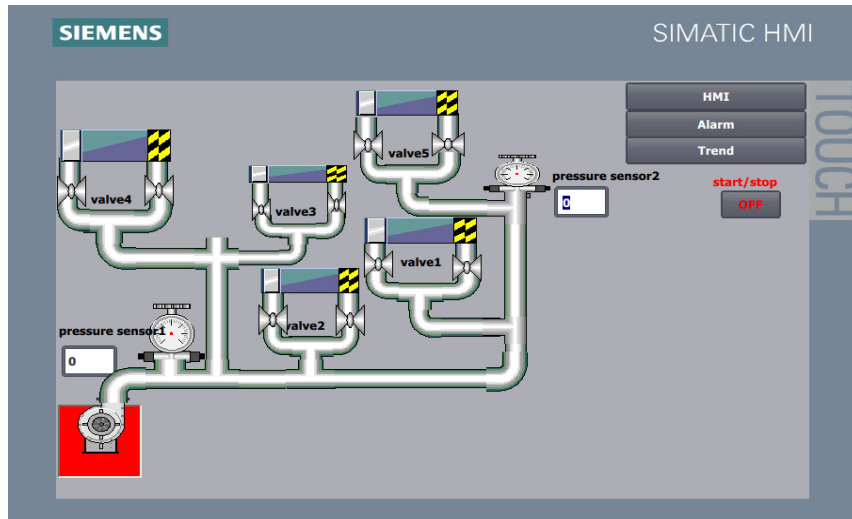 SIEMENS
SIMATIC HMI
TOUCH
HMI
Alarm
Trend
start/stop
OFF
valve5
pressure sensor2
0
valve4
valve3
valve1
valve2
pressure sensor1
0